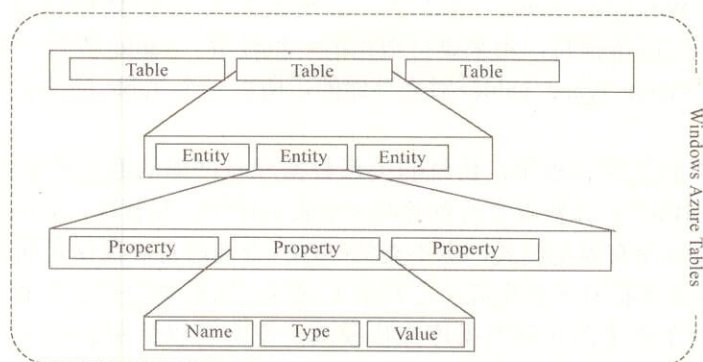 Table Table Table
Entity Entity Entity
Property Property Property
Name Type Value
Windows Azure Tables